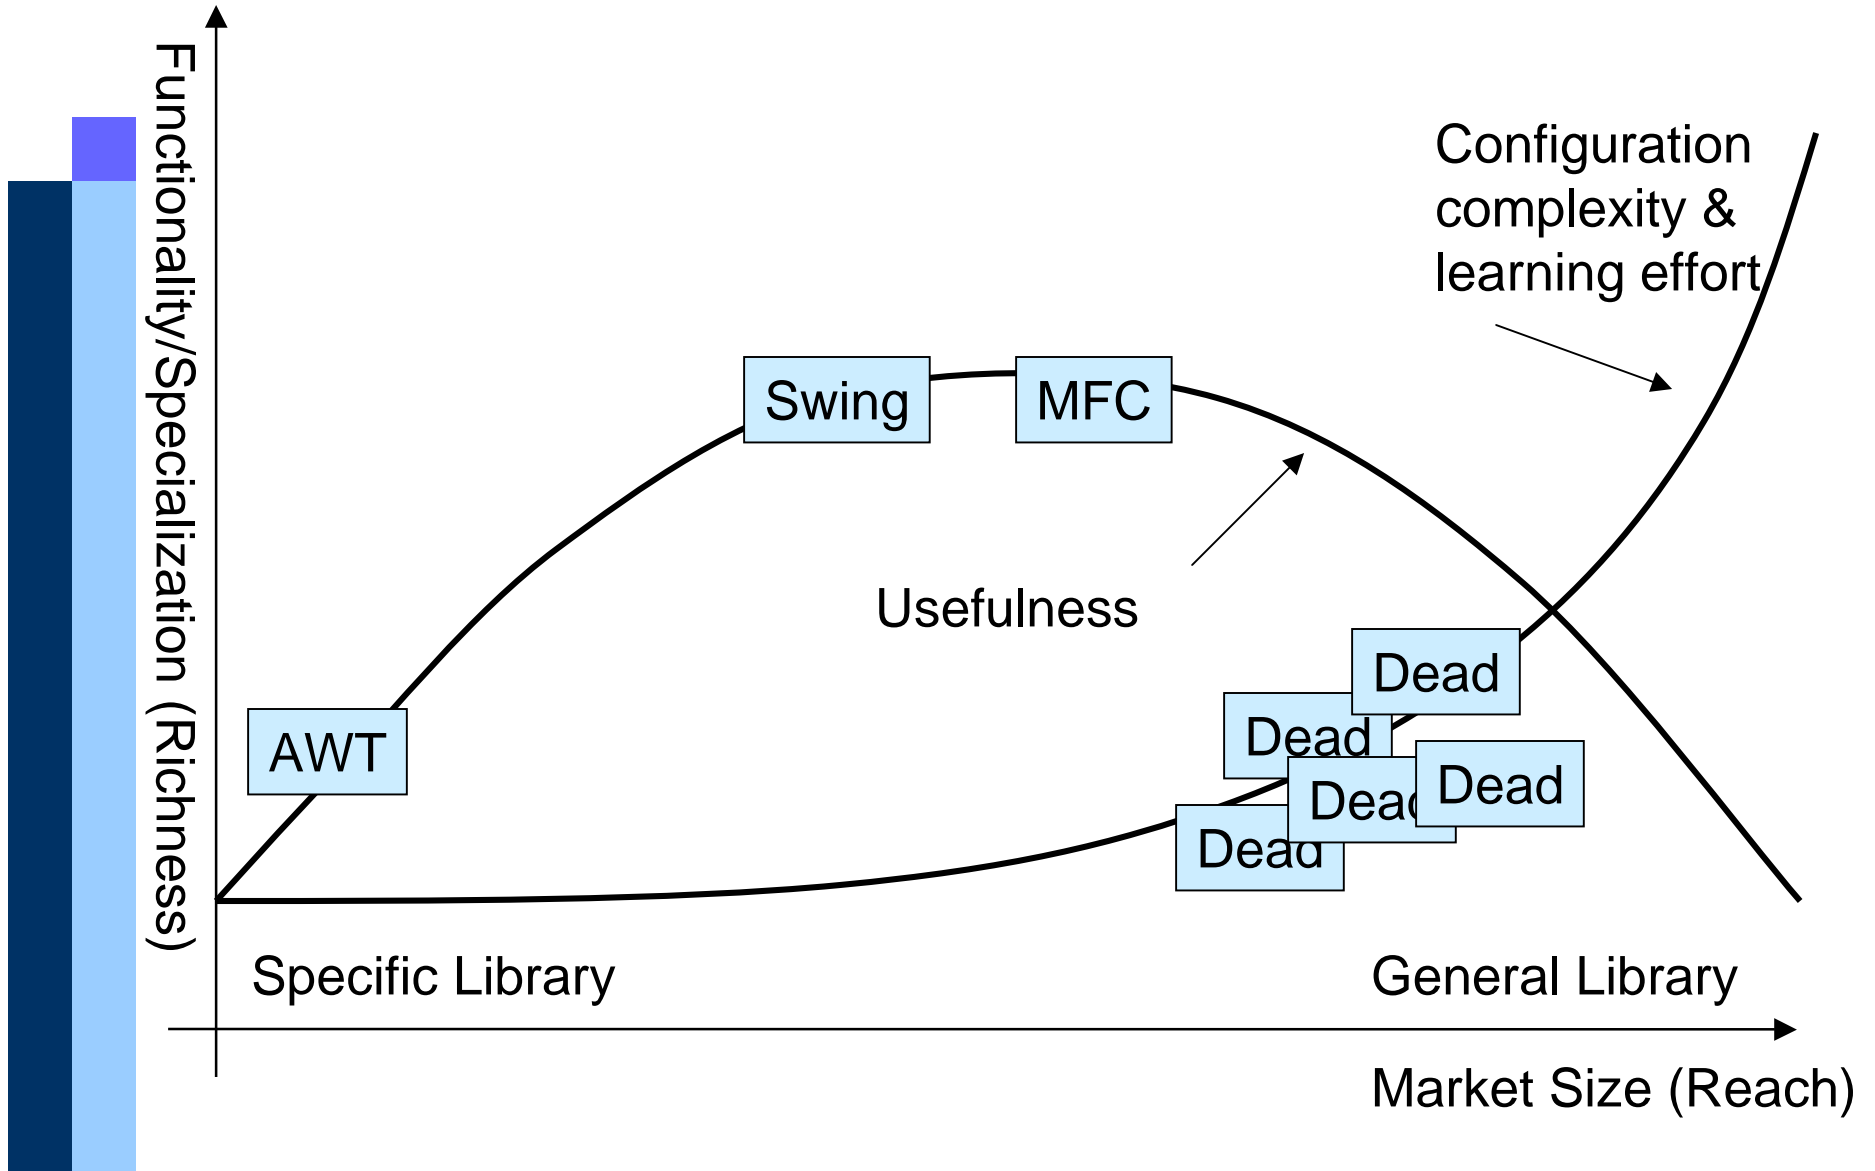 Functionality/Specialization (Richness)
Configuration
complexity &
learning effort
Swing
MFC
Usefulness
Dead
Dead
AWT
Dead
Dead
Dead
Specific Library
General Library
Market Size (Reach)